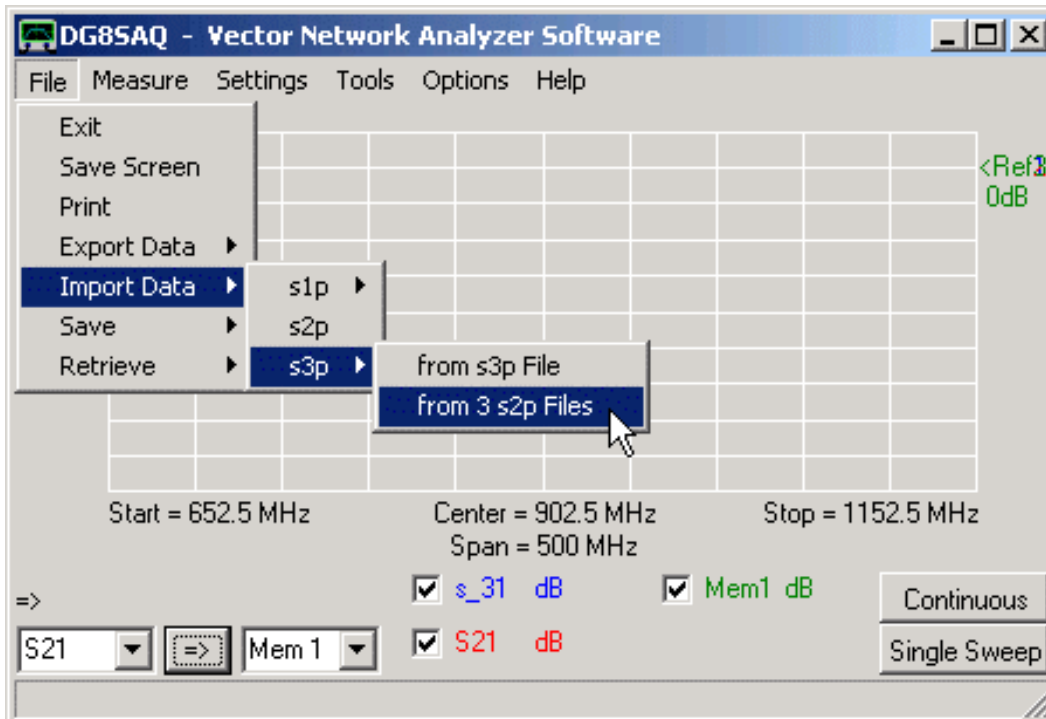 DG8SAQ - Vector Network Analyzer Software
File Measure Settings Tools Options Help
Exit
Save Screen
Print
Export Data
Import Data
Save
Retrieve
s1p
s2p
s3p
from s3p File
from 3 s2p Files
0dB
Start = 652.5 MHz Center = 902.5 MHz Stop = 1152.5 MHz
Span = 500 MHz
=>
s_31 dB Mem1 dB Continuous
S21 => Mem 1 S21 dB Single Sweep